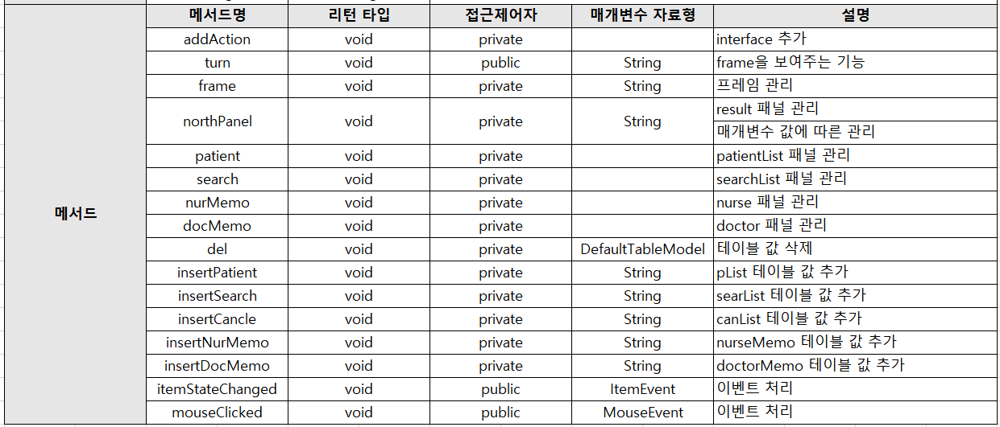 메서드명 리턴 타입 접근제어자 매개변수 자료형 설명
addAction void private interface 추가
turn void public String frame을 보여주는 기능
frame void private String 프레임 관리
northPanel void private String result 패널 관리
매개변수 값에 따른 관리
patient void private patientList 패널 관리
search void private searchList 패널 관리
nurMemo void private nurse 패널 관리
메서드
docMemo void private doctor 패널 관리
del void private DefaultTableModel 테이블 값 삭제
insertPatient void private String pList 테이블 값 추가
insertSearch void private String searList 테이블 값 추가
insertCancle void private String canList 테이블 값 추가
insertNurMemo void private String nurseMemo 테이블 값 추가
insertDocMemo void private String doctorMemo 테이블 값 추가
itemStateChanged void public ItemEvent 이벤트 처리
mouseClicked void public MouseEvent 이벤트 처리